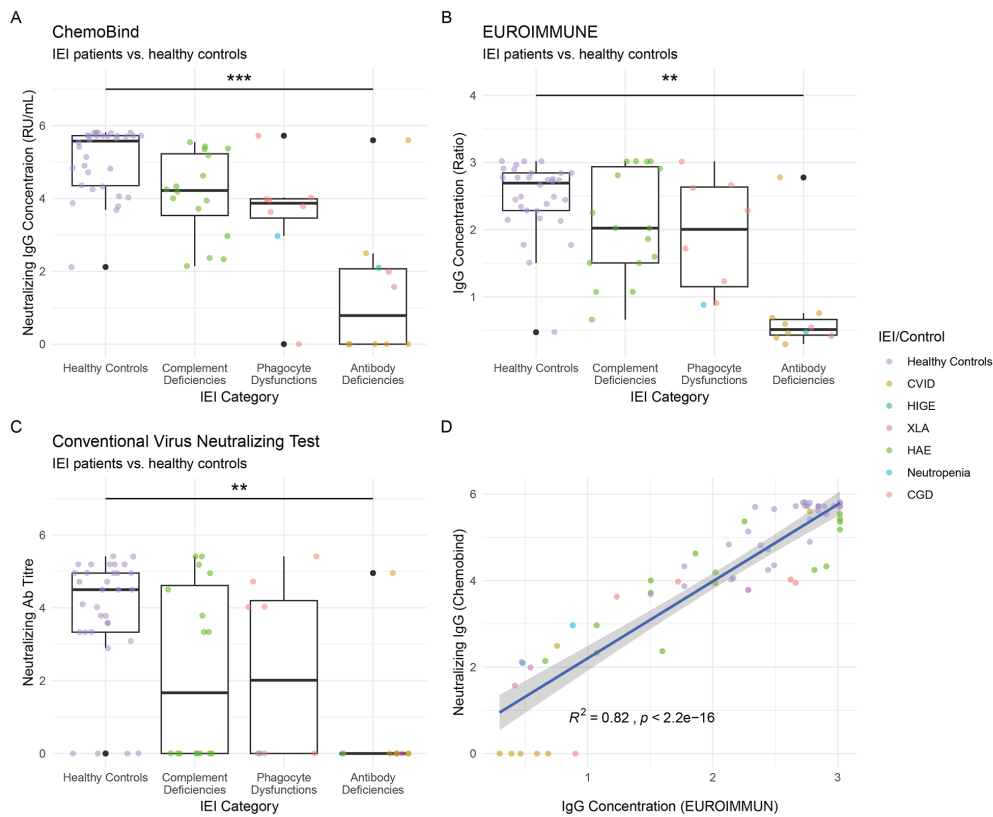 A
ChemoBind
IEI patients vs. healthy controls
***
Neutralizing IgG Concentraion (RU/mL)
6
4
2
0
Healthy Controls
Complement
Deficiencies
Phagocyte
Dysfunctions
Antibody
Deficiencies
IEI Category
B
EUROIMMUNE
IEI patients vs. healthy controls
**
IgG Concentration (Ratio)
4
3
2
1
Healthy Controls
Complement
Deficiencies
Phagocyte
Dysfunctions
Antibody
Deficiencies
IEI Category
IEI/Control
Healthy Controls
CVID
HIGE
XLA
HAE
Neutropenia
CGD
C
Conventional Virus Neutralizing Test
IEI patients vs. healthy controls
**
Neutralizing Ab Titre
6
4
2
0
Healthy Controls
Complement
Deficiencies
Phagocyte
Dysfunctions
Antibody
Deficiencies
IEI Category
D
Neutralizing IgG (Chemobind)
6
4
2
0
R² = 0.82 , p < 2.2e−16
1
2
3
IgG Concentration (EUROIMMUN)